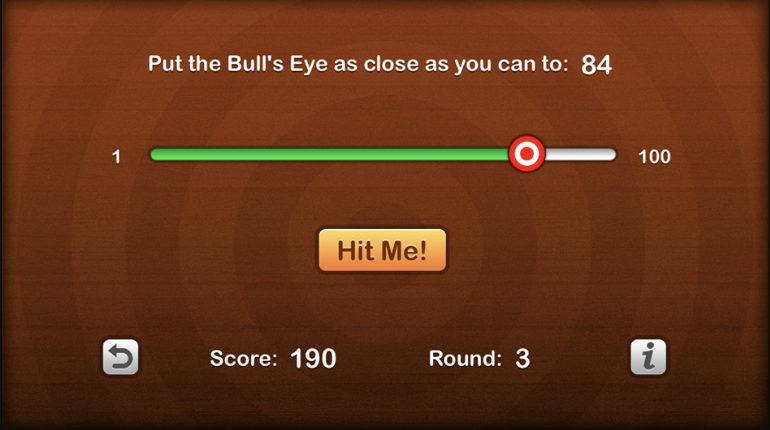 Put the Bull's Eye as close as you can to: 84
1 100
Hit Me!
Score: 190 Round: 3 i